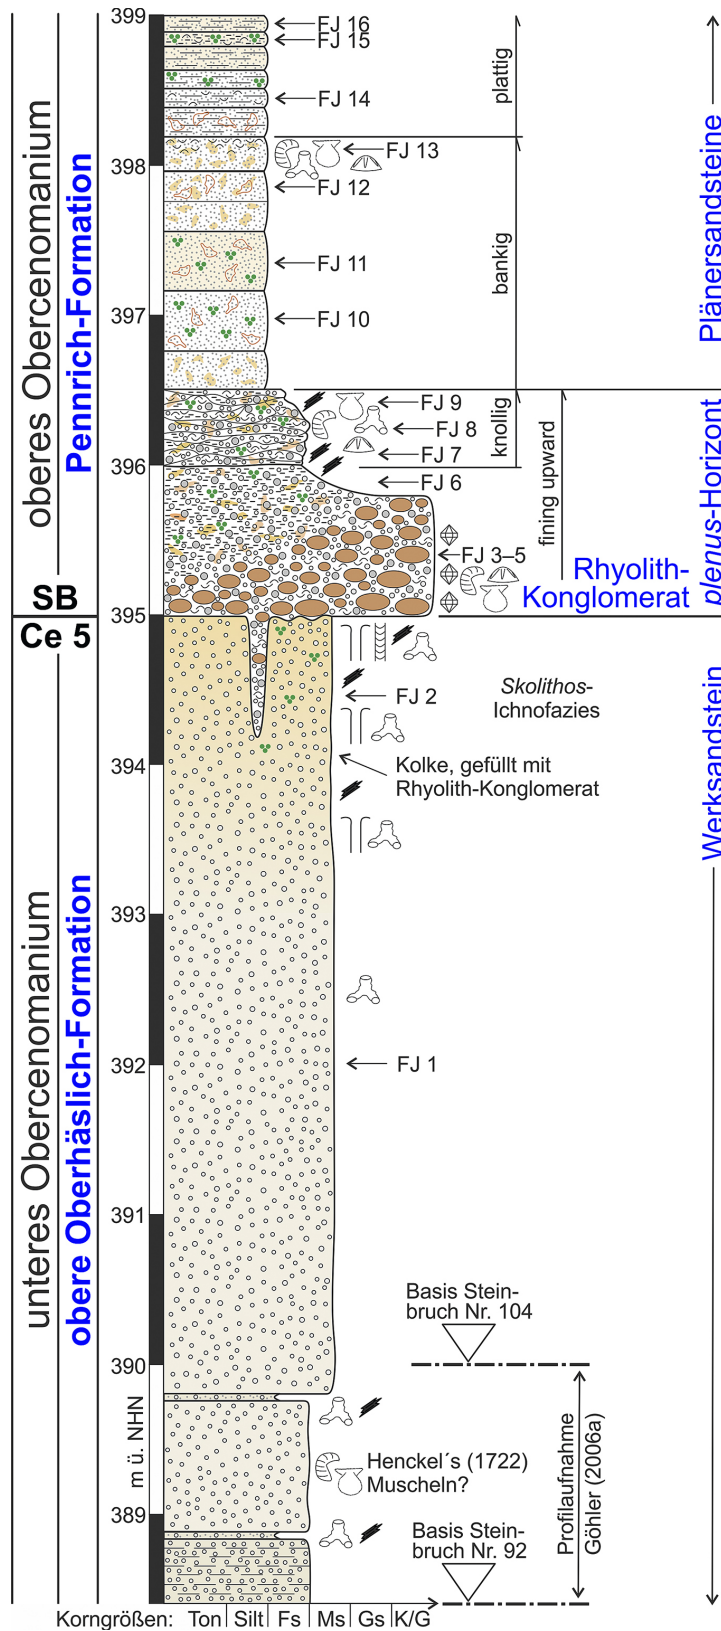 399
FJ 16
FJ 15
FJ 14
plattig
398
FJ 13
FJ 12
FJ 11
bankig
397
FJ 10
FJ 9
FJ 8
knollig
FJ 7
396
FJ 6
fining upward
FJ 3–5
Rhyolith-
Konglomerat
395
oberes Obercenomanium
Pennrich-Formation
Plänersandsteine
plenus-Horizont
SB
Ce 5
FJ 2
Skolithos-
Ichnofazies
394
Kolke, gefüllt mit
Rhyolith-Konglomerat
Werksandstein
393
392
FJ 1
391
unteres Obercenomanium
obere Oberhäslich-Formation
Basis Stein-
bruch Nr. 104
390
m ü. NHN
Henckel´s (1722)
Muscheln?
Profilaufnahme
Göhler (2006a)
389
Basis Stein-
bruch Nr. 92
Korngrößen: Ton Silt Fs Ms Gs K/G